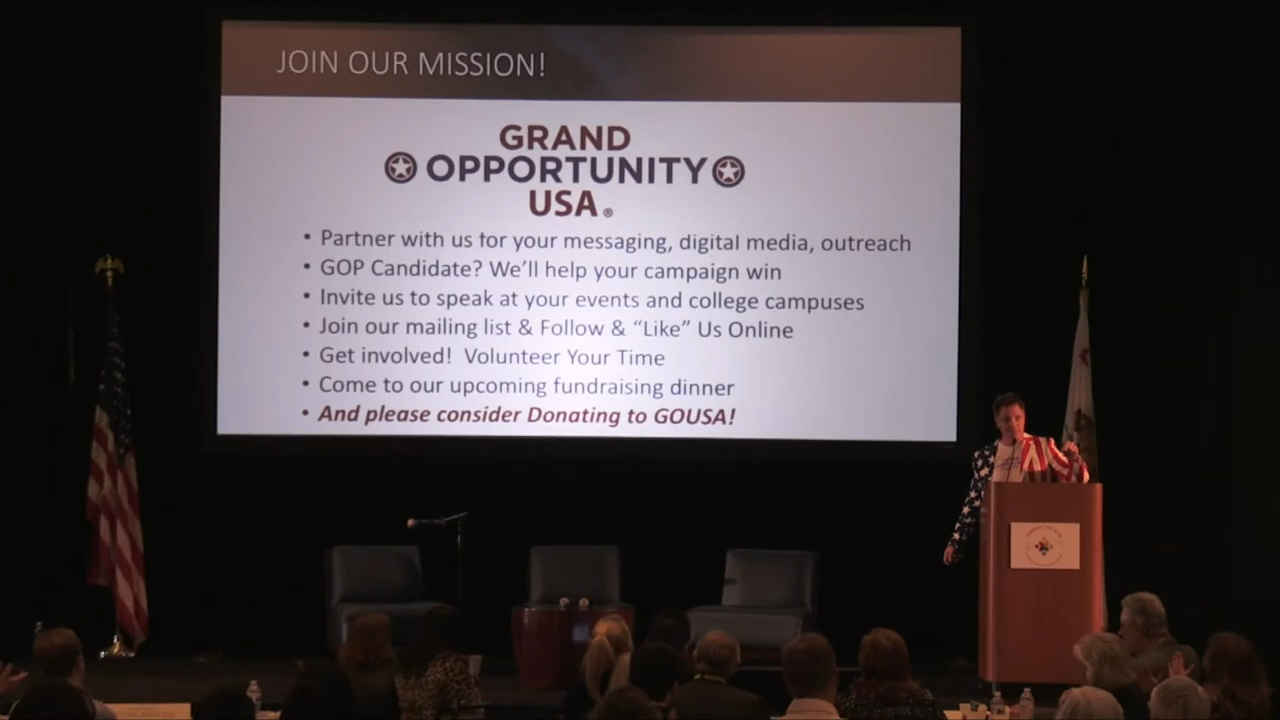 JOIN OUR MISSION!
GRAND
OPPORTUNITY
USA®
• Partner with us for your messaging, digital media, outreach
• GOP Candidate? We’ll help your campaign win
• Invite us to speak at your events and college campuses
• Join our mailing list & Follow & “Like” Us Online
• Get involved!  Volunteer Your Time
• Come to our upcoming fundraising dinner
• And please consider Donating to GOUSA!